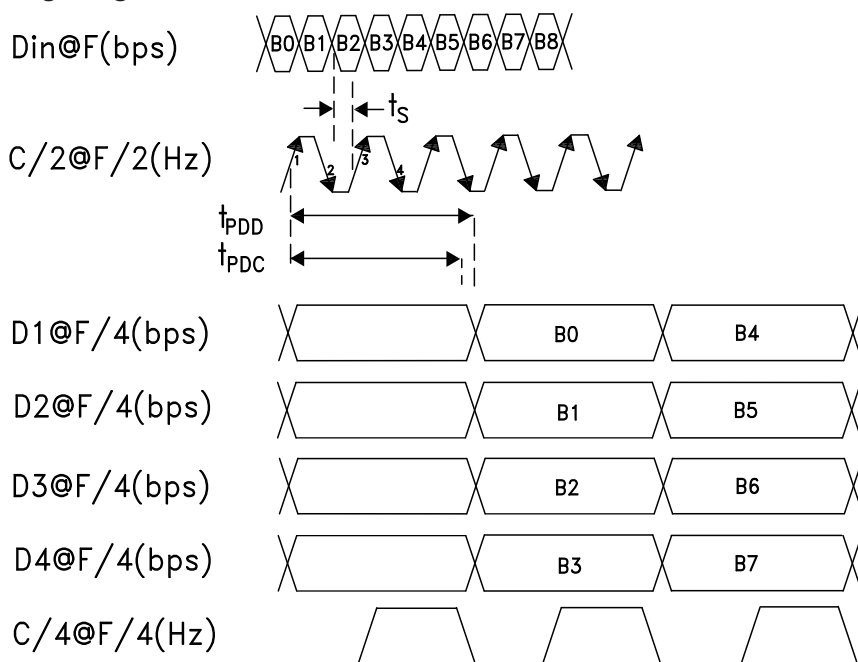 Din@F(bps) B0 B1 B2 B3 B4 B5 B6 B7 B8
tS
C/2@F/2(Hz) 1 2 3 4
tPDD
tPDC
D1@F/4(bps) B0 B4
D2@F/4(bps) B1 B5
D3@F/4(bps) B2 B6
D4@F/4(bps) B3 B7
C/4@F/4(Hz)